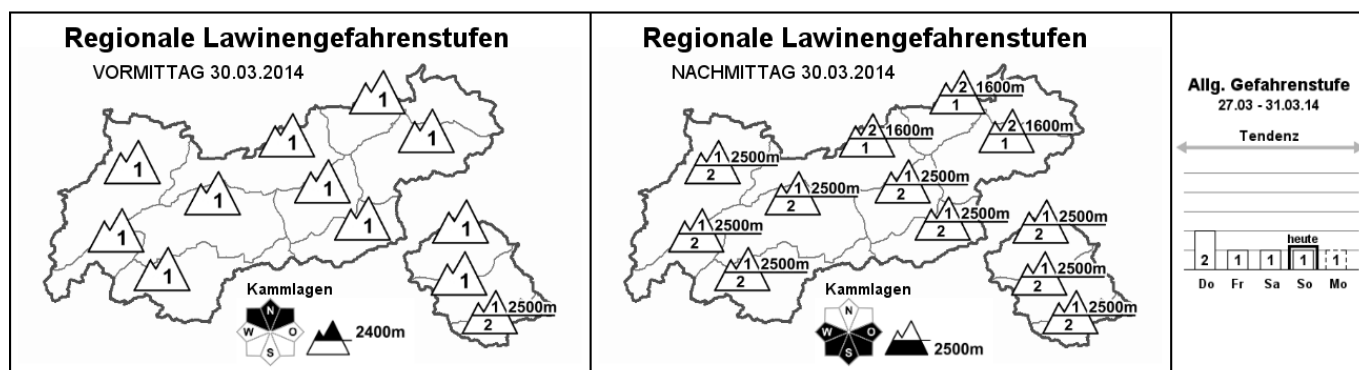 Regionale Lawinengefahrenstufen
VORMITTAG 30.03.2014
1
1
1
1
1
1
1
1
1
1
1
1
2500m
2
Kammlagen
N
W O
S
2400m
Regionale Lawinengefahrenstufen
NACHMITTAG 30.03.2014
2 1600m
1
2 1600m
1
2 1600m
1
1 2500m
2
1 2500m
2
1 2500m
2
1 2500m
2
1 2500m
2
1 2500m
2
1 2500m
2
1 2500m
2
1 2500m
2
Kammlagen
N
W O
S
2500m
1 2500m
2
Allg. Gefahrenstufe
27.03 - 31.03.14
Tendenz
heute
2 1 1 1 1
Do Fr Sa So Mo